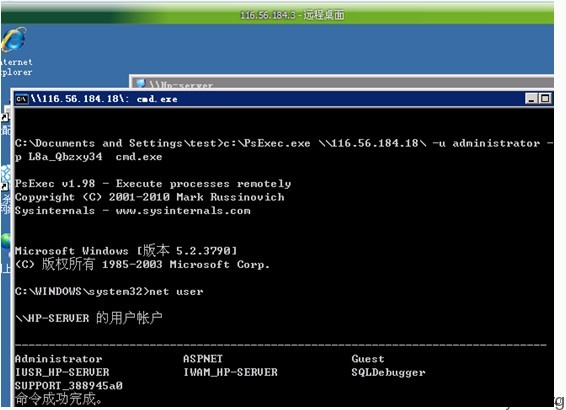 116.56.184.3 - 远程桌面
nternet
xplorer
\\Hp-server
\\116.56.184.18\: cmd.exe
C:\Documents and Settings\test>c:\PsExec.exe \\116.56.184.18\ -u administrator -
p L8a_Qbzxy34 cmd.exe
PsExec v1.98 - Execute processes remotely
Copyright (C) 2001-2010 Mark Russinovich
Sysinternals - www.sysinternals.com
Microsoft Windows [版本 5.2.3790]
(C) 版权所有 1985-2003 Microsoft Corp.
C:\WINDOWS\system32>net user
\\HP-SERVER 的用户帐户
-------------------------------------------------------------------------------
Administrator ASPNET Guest
IUSR_HP-SERVER IWAM_HP-SERVER SQLDebugger
SUPPORT_388945a0
命令成功完成。